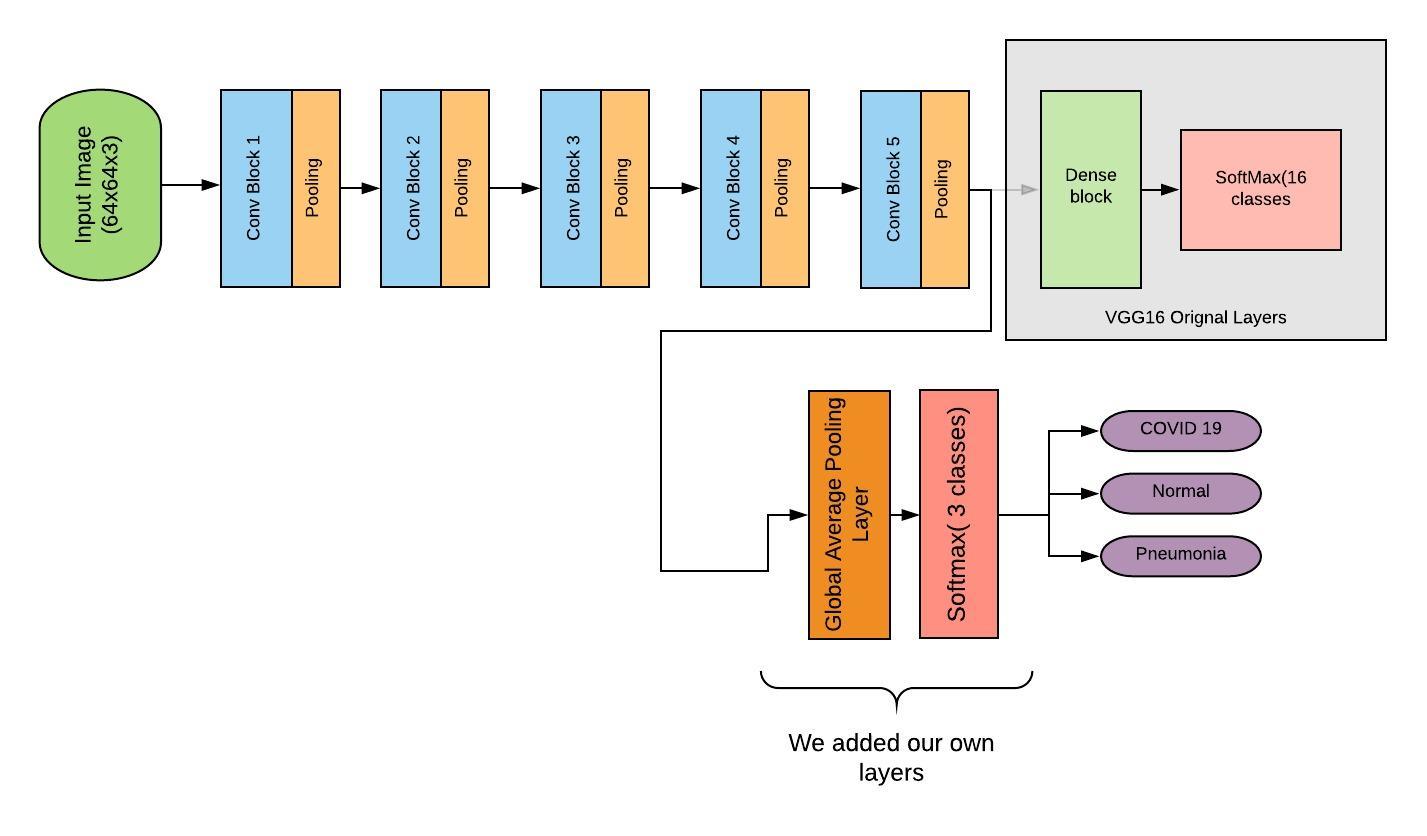 Input Image
(64x64x3)
Conv Block 1
Pooling
Conv Block 2
Pooling
Conv Block 3
Pooling
Conv Block 4
Pooling
Conv Block 5
Pooling
Dense
block
SoftMax(16
classes
VGG16 Orignal Layers
Global Average Pooling
Layer
Softmax( 3 classes)
COVID 19
Normal
Pneumonia
We added our own
layers